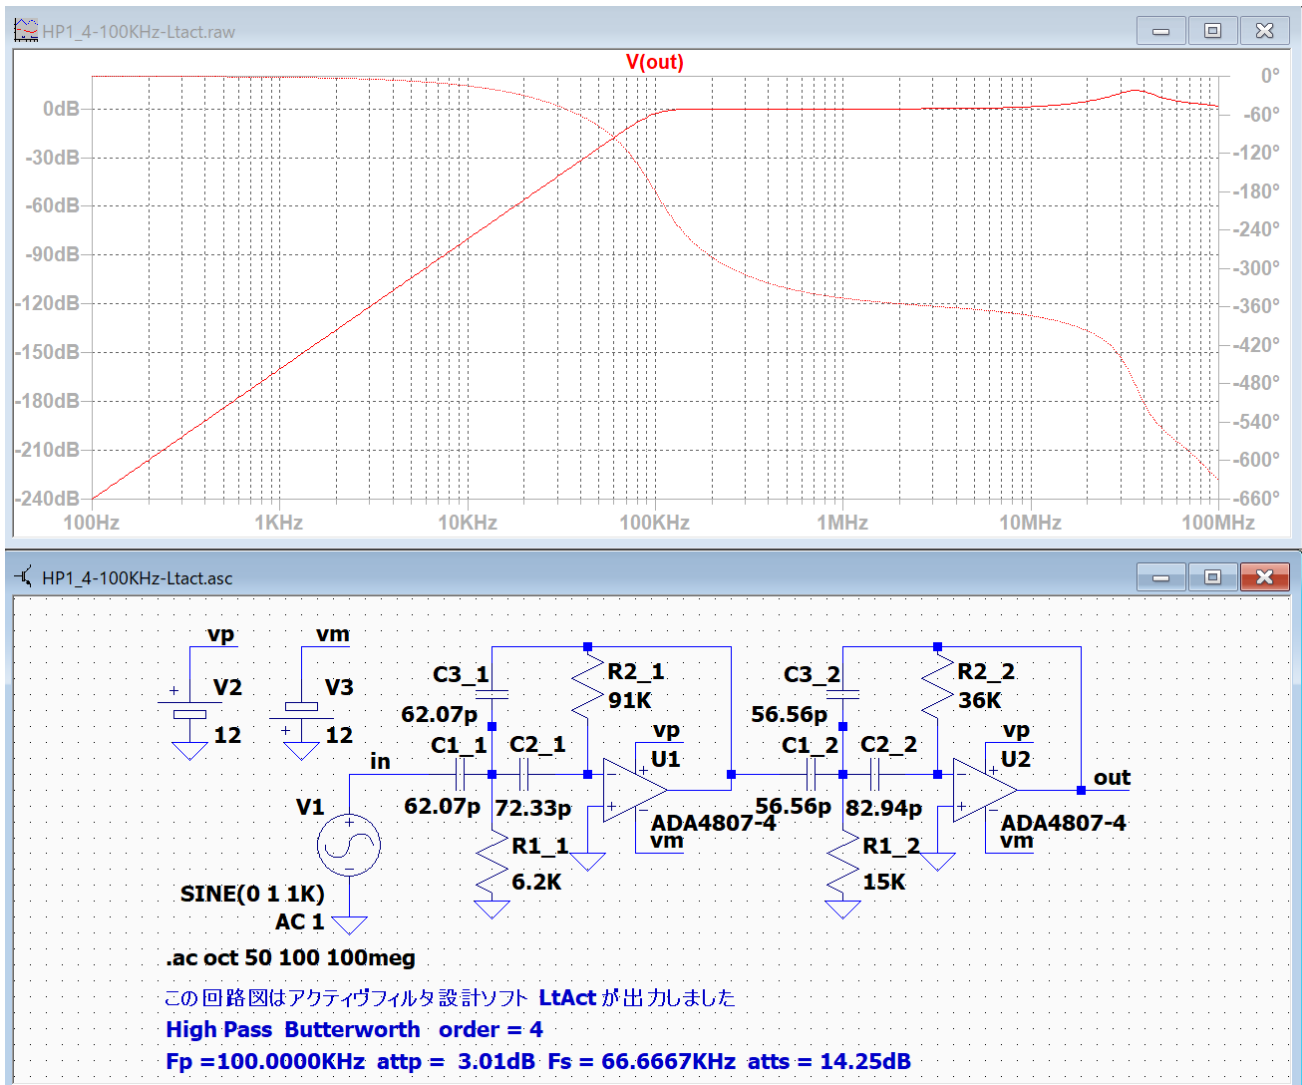 HP1_4-100KHz-Ltact.raw
V(out)
0dB
-30dB
-60dB
-90dB
-120dB
-150dB
-180dB
-210dB
-240dB
0°
-60°
-120°
-180°
-240°
-300°
-360°
-420°
-480°
-540°
-600°
-660°
100Hz 1KHz 10KHz 100KHz 1MHz 10MHz 100MHz
HP1_4-100KHz-Ltact.asc
vp
V2
12
vm
V3
12
in
V1
SINE(0 1 1K)
AC 1
C3_1
62.07p
R2_1
91K
C1_1
62.07p
C2_1
72.33p
vp
U1
ADA4807-4
vm
R1_1
6.2K
C3_2
56.56p
R2_2
36K
C1_2
56.56p
C2_2
82.94p
vp
U2
ADA4807-4
vm
R1_2
15K
out
.ac oct 50 100 100meg
この回路図はアクティヴフィルタ設計ソフト LtAct が出力しました
High Pass Butterworth order = 4
Fp =100.0000KHz attp = 3.01dB Fs = 66.6667KHz atts = 14.25dB